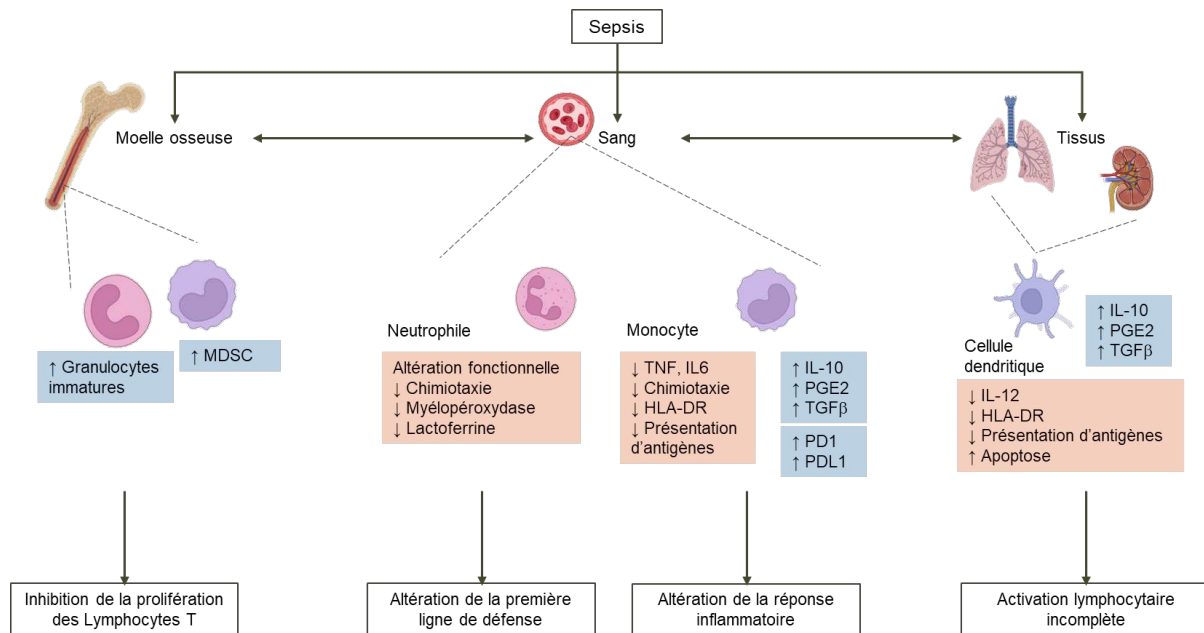 Sepsis
Moelle osseuse
Sang
Tissus
↑ Granulocytes
immatures
↑ MDSC
Neutrophile
Altération fonctionnelle
↓ Chimiotaxie
↓ Myélopéroxydase
↓ Lactoferrine
Monocyte
↓ TNF, IL6
↓ Chimiotaxie
↓ HLA-DR
↓ Présentation
d’antigènes
↑ IL-10
↑ PGE2
↑ TGFβ
↑ PD1
↑ PDL1
Cellule
dendritique
↑ IL-10
↑ PGE2
↑ TGFβ
↓ IL-12
↓ HLA-DR
↓ Présentation d’antigènes
↑ Apoptose
Inhibition de la prolifération
des Lymphocytes T
Altération de la première
ligne de défense
Altération de la réponse
inflammatoire
Activation lymphocytaire
incomplète